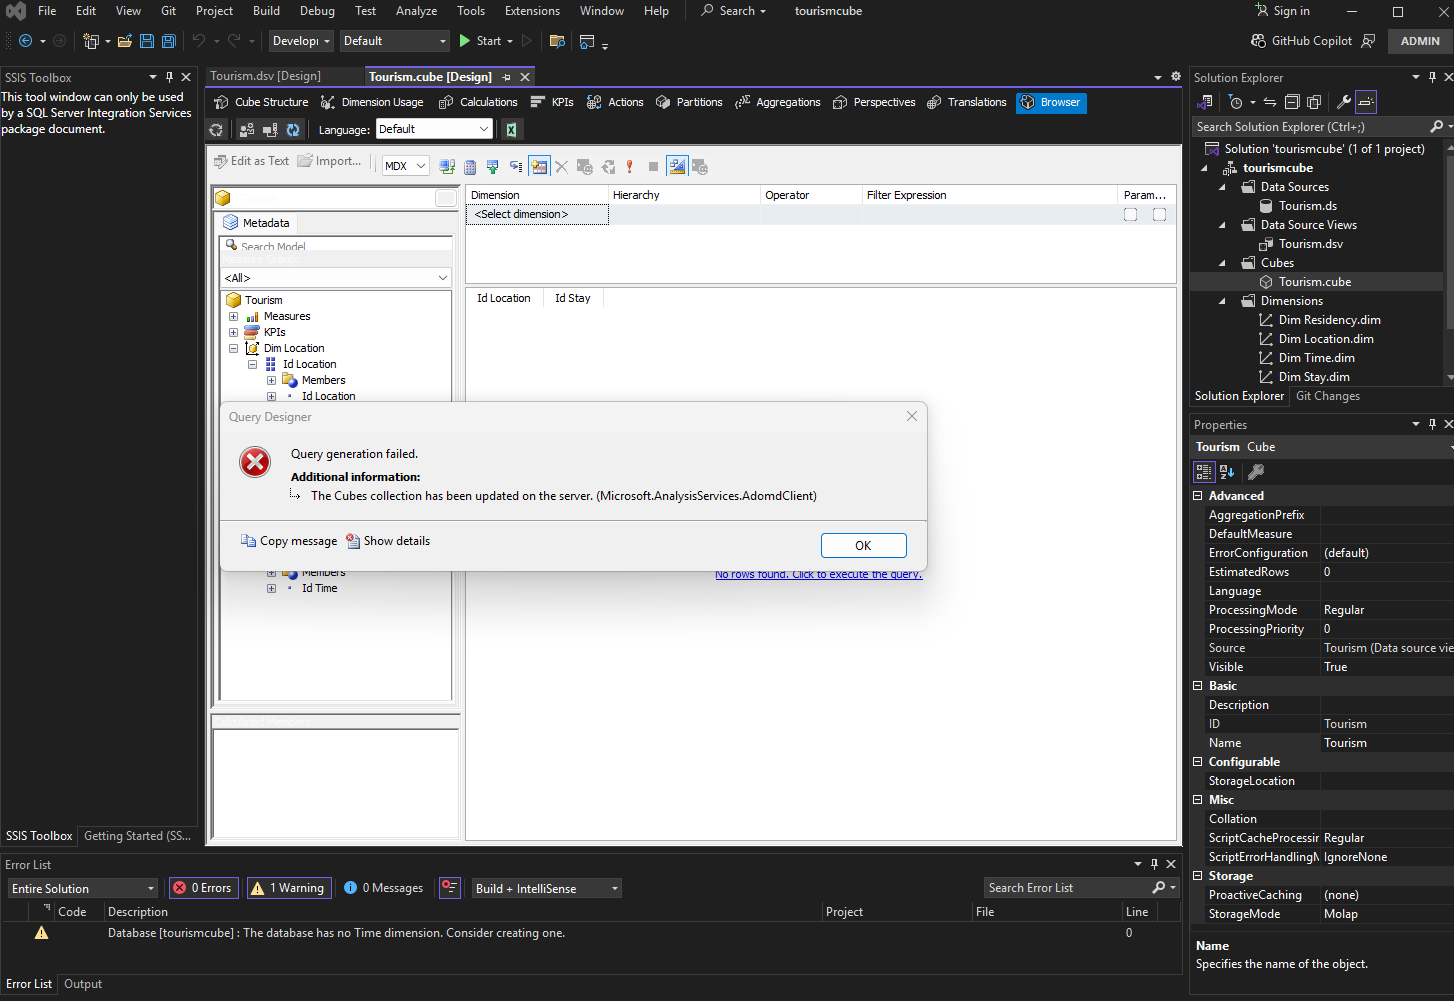 File Edit View Git Project Build Debug Test Analyze Tools Extensions Window Help Search tourismcube Sign in
Developi Default Start GitHub Copilot ADMIN
SSIS Toolbox
This tool window can only be used
by a SQL Server Integration Services
package document.
SSIS Toolbox Getting Started (SS...
Tourism.dsv [Design] Tourism.cube [Design]
Cube Structure Dimension Usage Calculations KPIs Actions Partitions Aggregations Perspectives Translations Browser
Language: Default
Edit as Text Import... MDX
Metadata
Search Model
Measure Group:
<All>
Tourism
Measures
KPIs
Dim Location
Id Location
Members
Id Location
Members
Id Time
Calculated Members
Dimension Hierarchy Operator Filter Expression Param...
<Select dimension>
Id Location Id Stay
No rows found. Click to execute the query.
Query Designer
Query generation failed.
Additional information:
The Cubes collection has been updated on the server. (Microsoft.AnalysisServices.AdomdClient)
Copy message Show details OK
Solution Explorer
Search Solution Explorer (Ctrl+;)
Solution 'tourismcube' (1 of 1 project)
tourismcube
Data Sources
Tourism.ds
Data Source Views
Tourism.dsv
Cubes
Tourism.cube
Dimensions
Dim Residency.dim
Dim Location.dim
Dim Time.dim
Dim Stay.dim
Solution Explorer Git Changes
Properties
Tourism Cube
Advanced
AggregationPrefix
DefaultMeasure
ErrorConfiguration (default)
EstimatedRows 0
Language
ProcessingMode Regular
ProcessingPriority 0
Source Tourism (Data source vie
Visible True
Basic
Description
ID Tourism
Name Tourism
Configurable
StorageLocation
Misc
Collation
ScriptCacheProcessin Regular
ScriptErrorHandlingM IgnoreNone
Storage
ProactiveCaching (none)
StorageMode Molap
Name
Specifies the name of the object.
Error List
Entire Solution 0 Errors 1 Warning 0 Messages Build + IntelliSense Search Error List
Code Description Project File Line
Database [tourismcube] : The database has no Time dimension. Consider creating one. 0
Error List Output